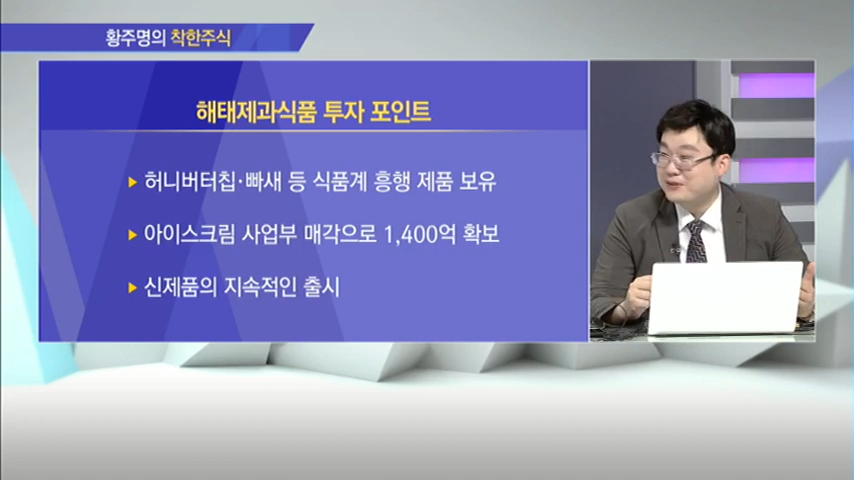 황주명의 착한주식
해태제과식품 투자 포인트
▶ 허니버터칩·빠새 등 식품계 흥행 제품 보유
▶ 아이스크림 사업부 매각으로 1,400억 확보
▶ 신제품의 지속적인 출시